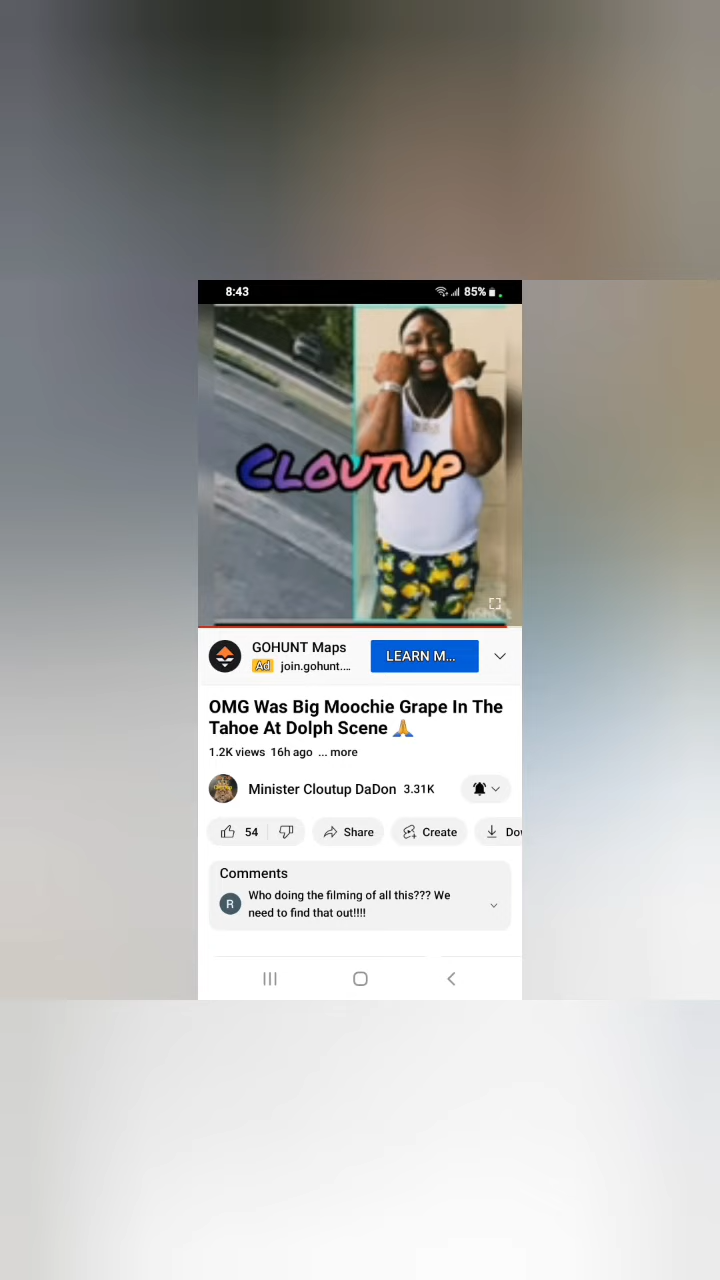 8:43 85%
CLOUTUP
GOHUNT Maps
Ad join.gohunt....
LEARN M...
OMG Was Big Moochie Grape In The
Tahoe At Dolph Scene 🙏
1.2K views 16h ago ... more
Minister Cloutup DaDon 3.31K
54 Share Create Dov
Comments
R
Who doing the filming of all this??? We
need to find that out!!!!